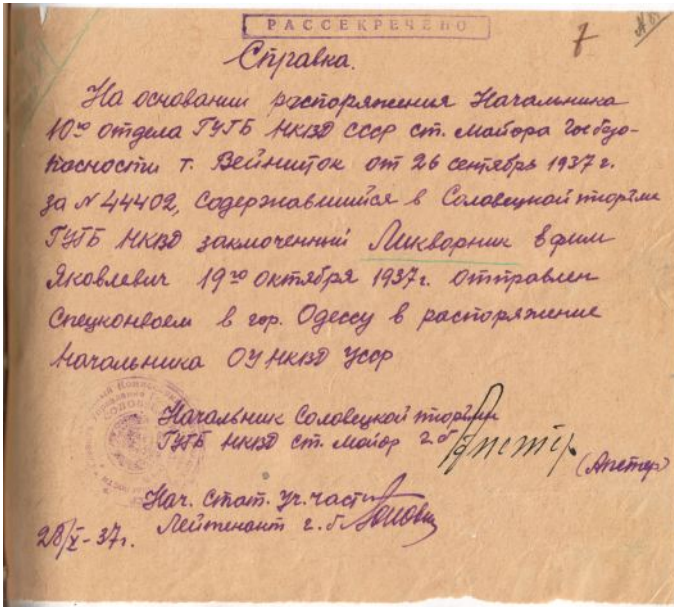 РАССЕКРЕЧЕНО
7
Справка.
На основании распоряжения Начальника
10го отдела ГУГБ НКВД СССР ст. майора Госбезо-
пасности т. Вейншток от 26 сентября 1937 г.
за № 44402, содержавшийся в Соловецкой тюрьме
ГУГБ НКВД заключенный Ликворник Ефим
Яковлевич 19го октября 1937 г. отправлен
спецконвоем в гор. Одессу в распоряжение
Начальника ОУ НКВД УССР
Начальник Соловецкой тюрьмы
ГУГБ НКВД ст. майор г.б. Апетер
(Апетер)
Нач. стат. уч. части
Лейтенант г.б.
28/X-37г.